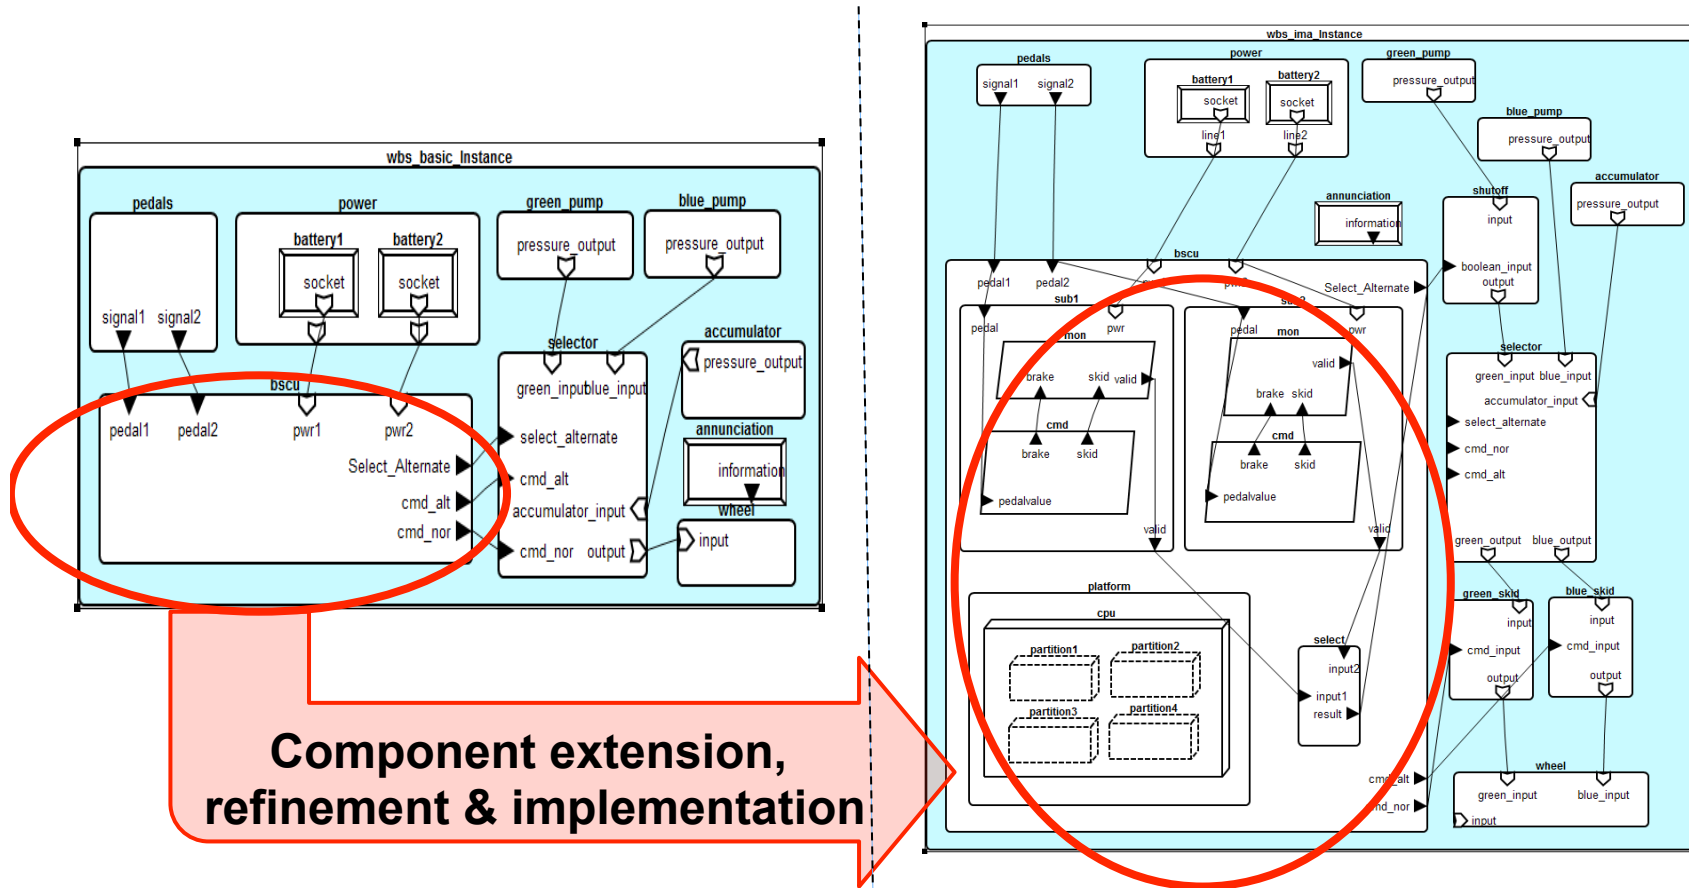 wbs_basic_Instance
pedals
signal1 signal2
power
battery1 battery2
socket socket
green_pump
pressure_output
blue_pump
pressure_output
bscu
pedal1 pedal2 pwr1 pwr2
Select_Alternate
cmd_alt
cmd_nor
selector
green_input blue_input
select_alternate
cmd_alt
accumulator_input
cmd_nor output
accumulator
pressure_output
annunciation
information
wheel
input
Component extension,
refinement & implementation
wbs_ima_Instance
pedals
signal1 signal2
power
battery1 battery2
socket socket
line1 line2
green_pump
pressure_output
blue_pump
pressure_output
accumulator
pressure_output
annunciation
information
shutoff
input
boolean_input
output
bscu
pedal1 pedal2
Select_Alternate
sub1
pedal pwr
mon
brake skid valid
cmd
brake skid
pedalvalue
valid
pedal pwr
mon
valid
brake skid
cmd
brake skid
pedalvalue
valid
platform
cpu
partition1 partition2
partition3 partition4
select
input2
input1
result
cmd_alt
cmd_nor
selector
green_input blue_input
accumulator_input
select_alternate
cmd_nor
cmd_alt
green_output blue_output
green_skid
input
cmd_input
output
blue_skid
input
cmd_input
output
wheel
green_input blue_input
input